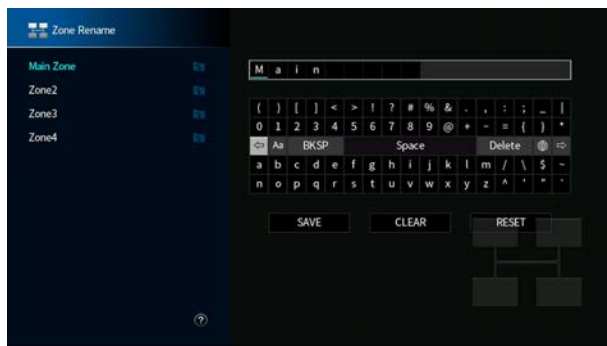 Zone Rename
Main Zone
Zone2
Zone3
Zone4
M a i n
( ) [ ] < > ! ? # % & . , : ; _ |
0 1 2 3 4 5 6 7 8 9 @ + - = { } *
⇦ Aa BKSP Space Delete ⇨
a b c d e f g h i j k l m / \ $ ~
n o p q r s t u v w x y z ^ ' " `
SAVE CLEAR RESET
?